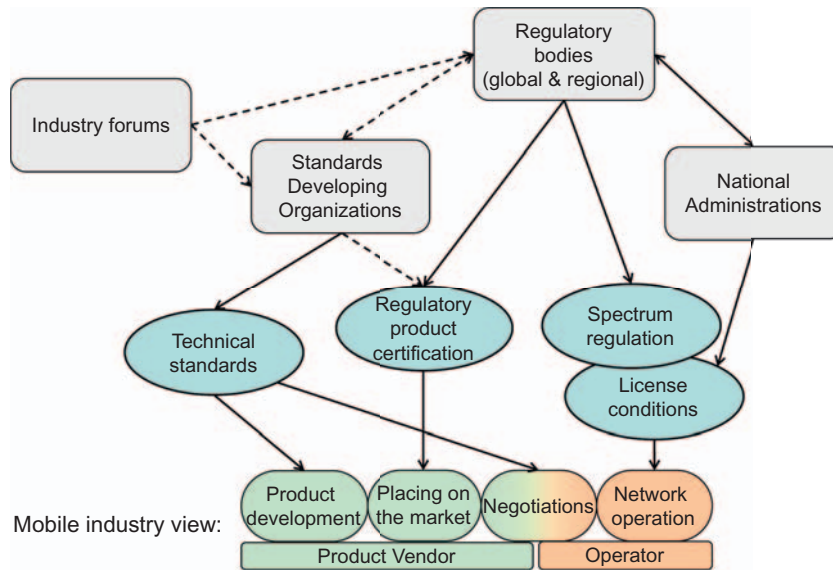 Regulatory
bodies
(global & regional)
Industry forums
Standards
Developing
Organizations
National
Administrations
Technical
standards
Regulatory
product
certification
Spectrum
regulation
License
conditions
Mobile industry view:
Product
development
Placing on
the market
Negotiations
Network
operation
Product Vendor
Operator